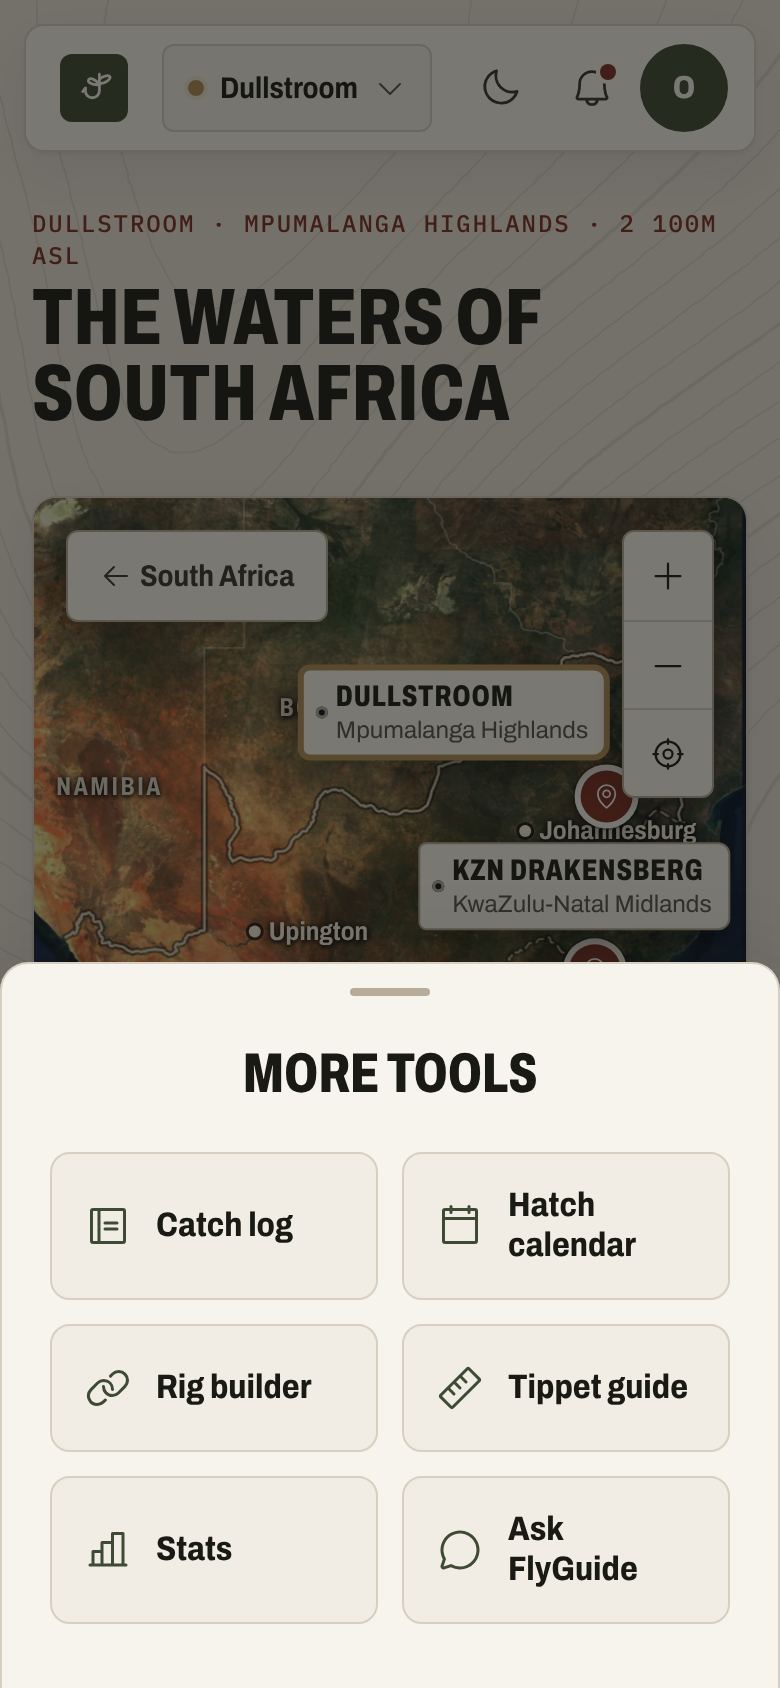 Dullstroom
O
DULLSTROOM · MPUMALANGA HIGHLANDS · 2 100M
ASL
THE WATERS OF
SOUTH AFRICA
South Africa
DULLSTROOM
Mpumalanga Highlands
NAMIBIA
Johannesburg
KZN DRAKENSBERG
KwaZulu-Natal Midlands
Upington
MORE TOOLS
Catch log
Hatch
calendar
Rig builder
Tippet guide
Stats
Ask
FlyGuide